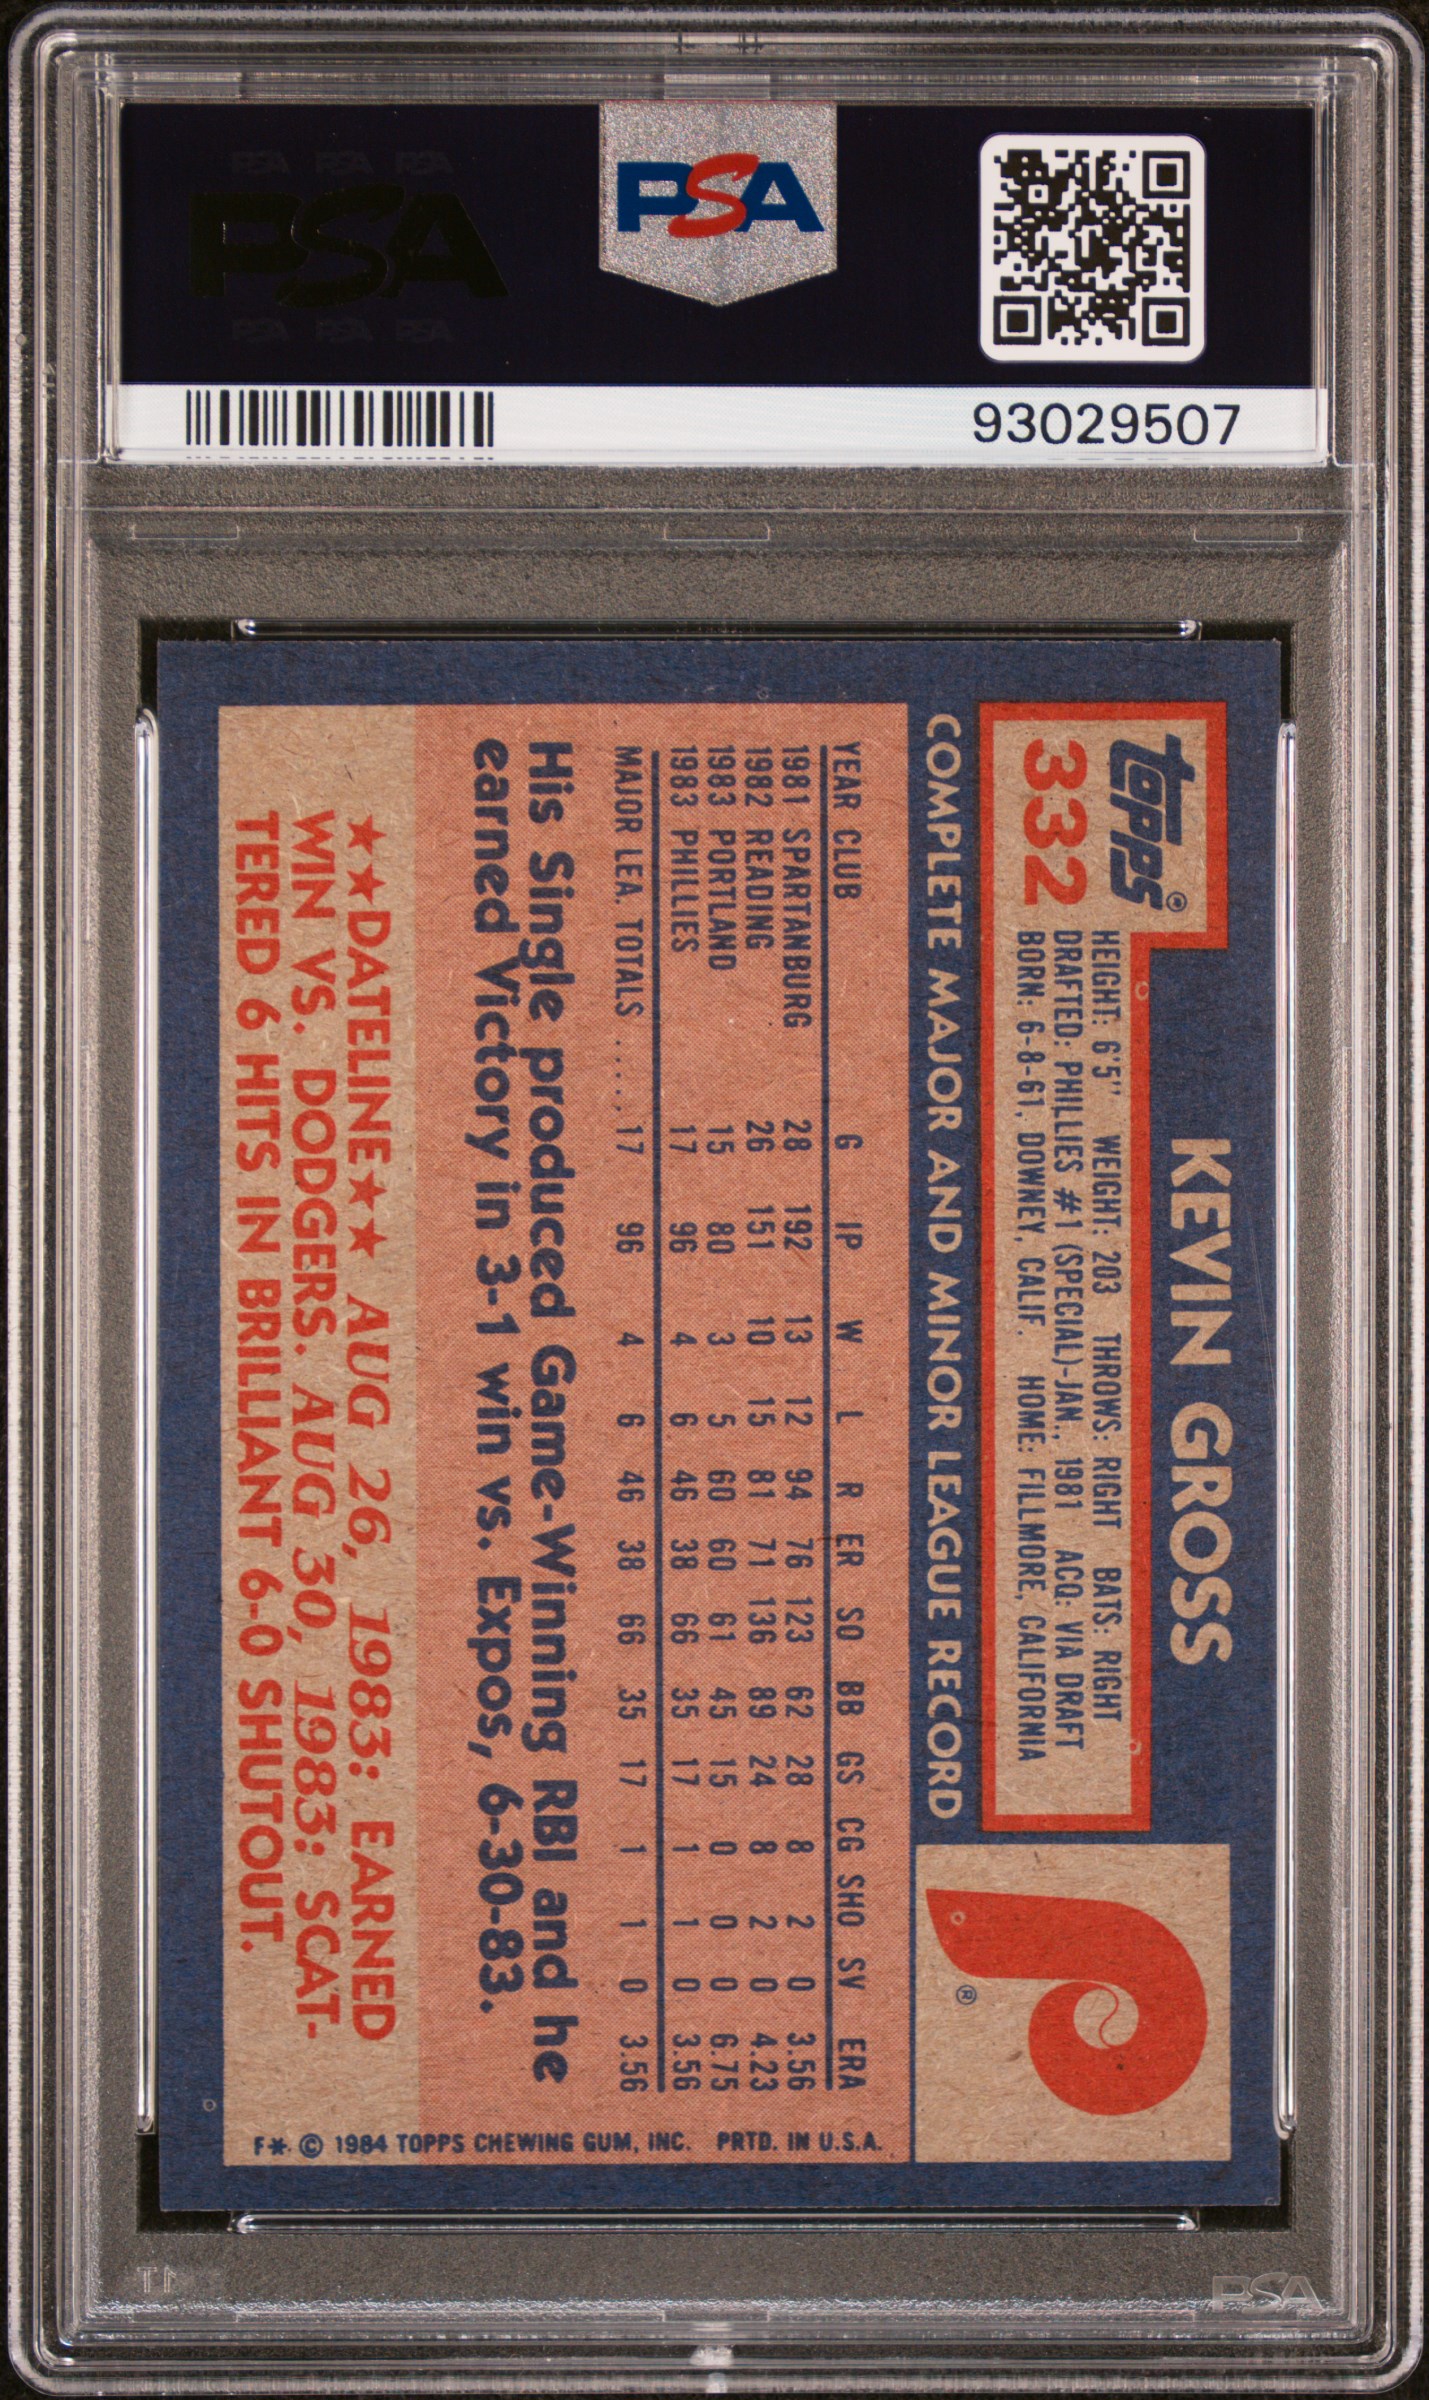 PSA PSA PSA
PSA
PSA PSA PSA
PSA
93029507
topps®
332
KEVIN GROSS
HEIGHT: 6'5" WEIGHT: 203 THROWS: RIGHT BATS: RIGHT
DRAFTED: PHILLIES #1 (SPECIAL)-JAN., 1981 ACQ: VIA DRAFT
BORN: 6-8-61, DOWNEY, CALIF. HOME: FILLMORE, CALIFORNIA
P
®
COMPLETE MAJOR AND MINOR LEAGUE RECORD
YEAR CLUB G IP W L R ER SO BB GS CG SHO SV ERA
1981 SPARTANBURG 28 192 13 12 94 76 123 62 28 8 2 0 3.56
1982 READING 26 151 10 15 81 71 136 89 24 8 2 0 4.23
1983 PORTLAND 15 80 3 5 60 60 61 45 15 0 0 0 6.75
1983 PHILLIES 17 96 4 6 46 38 66 35 17 1 1 0 3.56
MAJOR LEA. TOTALS ..... 17 96 4 6 46 38 66 35 17 1 1 0 3.56
His Single produced Game-Winning RBI and he
earned Victory in 3-1 win vs. Expos, 6-30-83.
★★DATELINE★★ AUG 26, 1983: EARNED
WIN VS. DODGERS. AUG 30, 1983: SCAT-
TERED 6 HITS IN BRILLIANT 6-0 SHUTOUT.
F*. © 1984 TOPPS CHEWING GUM, INC. PRTD. IN U.S.A.
PSA